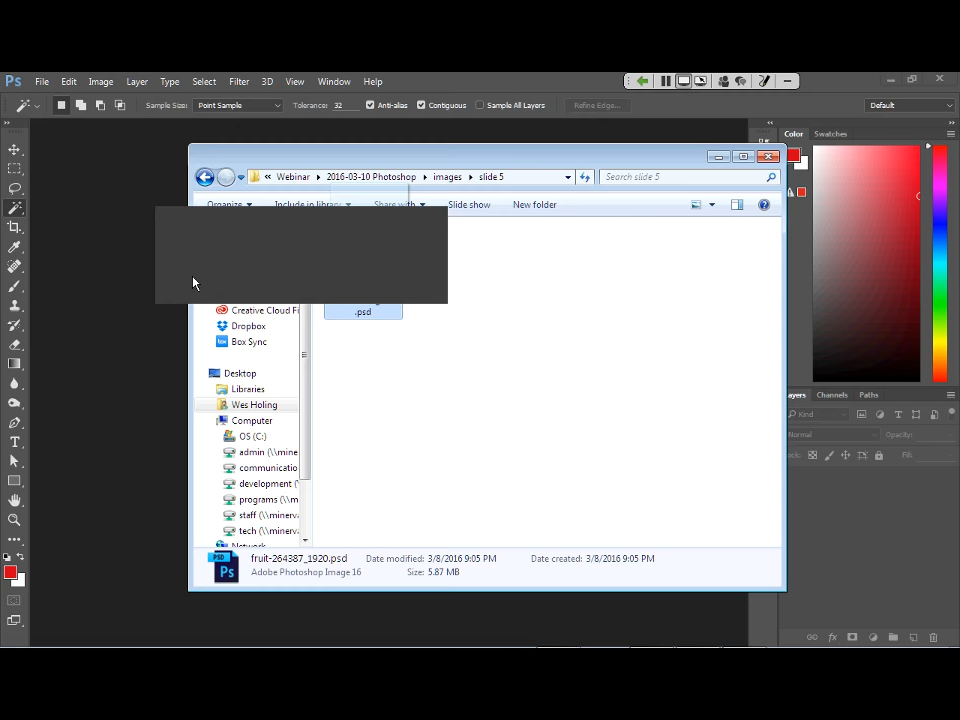 Ps File Edit Image Layer Type Select Filter 3D View Window Help
Sample Size: Point Sample Tolerance: 32 Anti-alias Contiguous Sample All Layers Refine Edge... Default
Color Swatches
« Webinar 2016-03-10 Photoshop images slide 5 Search slide 5
Organize Include in library Share with Slide show New folder
Creative Cloud Fi
.psd
Dropbox
Box Sync
Desktop
Libraries
Wes Holing
Computer
OS (C:)
admin (\\mine
communicatio
development (
programs (\\m
staff (\\minerv
tech (\\minerv
Network
fruit-264387_1920.psd Date modified: 3/8/2016 9:05 PM Date created: 3/8/2016 9:05 PM
Adobe Photoshop Image 16 Size: 5.87 MB
PSD
Ps
ayers Channels Paths
Kind
Normal Opacity:
Fill: